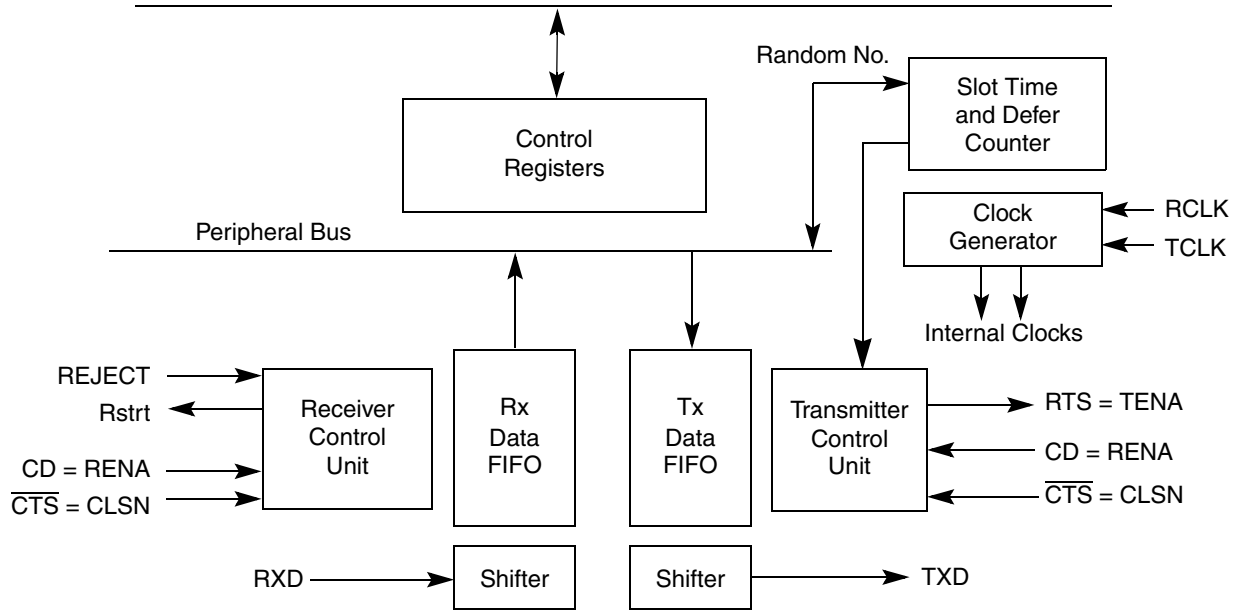 Random No.
Slot Time
and Defer
Counter
Control
Registers
Clock
Generator
RCLK
TCLK
Peripheral Bus
Internal Clocks
REJECT
Rstrt
CD = RENA
C̅T̅S̅ = CLSN
Receiver
Control
Unit
Rx
Data
FIFO
Tx
Data
FIFO
Transmitter
Control
Unit
RTS = TENA
CD = RENA
C̅T̅S̅ = CLSN
RXD
Shifter
Shifter
TXD